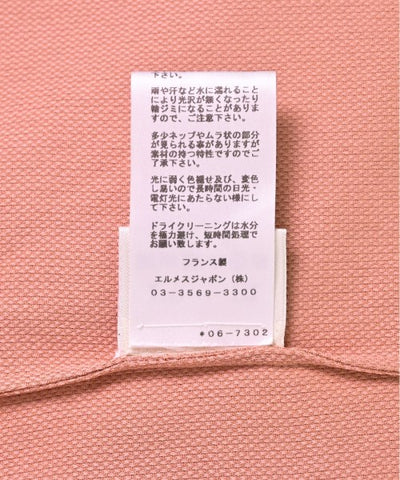 下さい。
雨や汗など水に濡れること
により光沢が無くなったり
輪ジミになることがありま
すので、ご注意下さい。
多少ネップやムラ状の部分
が見られる事がありますが
素材の持つ特性ですのでご
了承下さい。
光に弱く色褪せ及び、変色
し易いので長時間の日光・
電灯光にあたらない様にし
て下さい。
ドライクリーニングは水分
を極力避け、短時間処理で
お願い致します。
フランス製
エルメスジャポン(株)
03-3569-3300
*06-7302